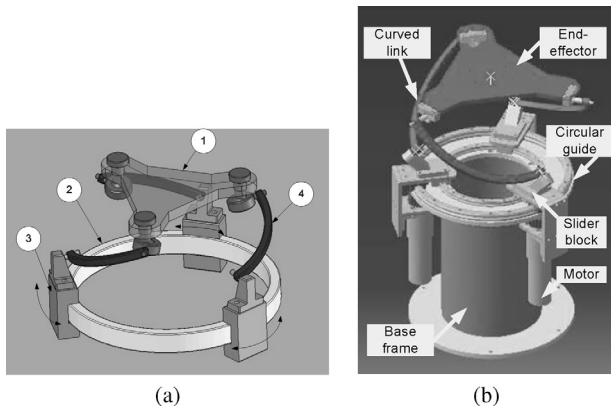 1
2
3
4
(a)
Curved
link
End-
effector
Circular
guide
Slider
block
Motor
Base
frame
(b)